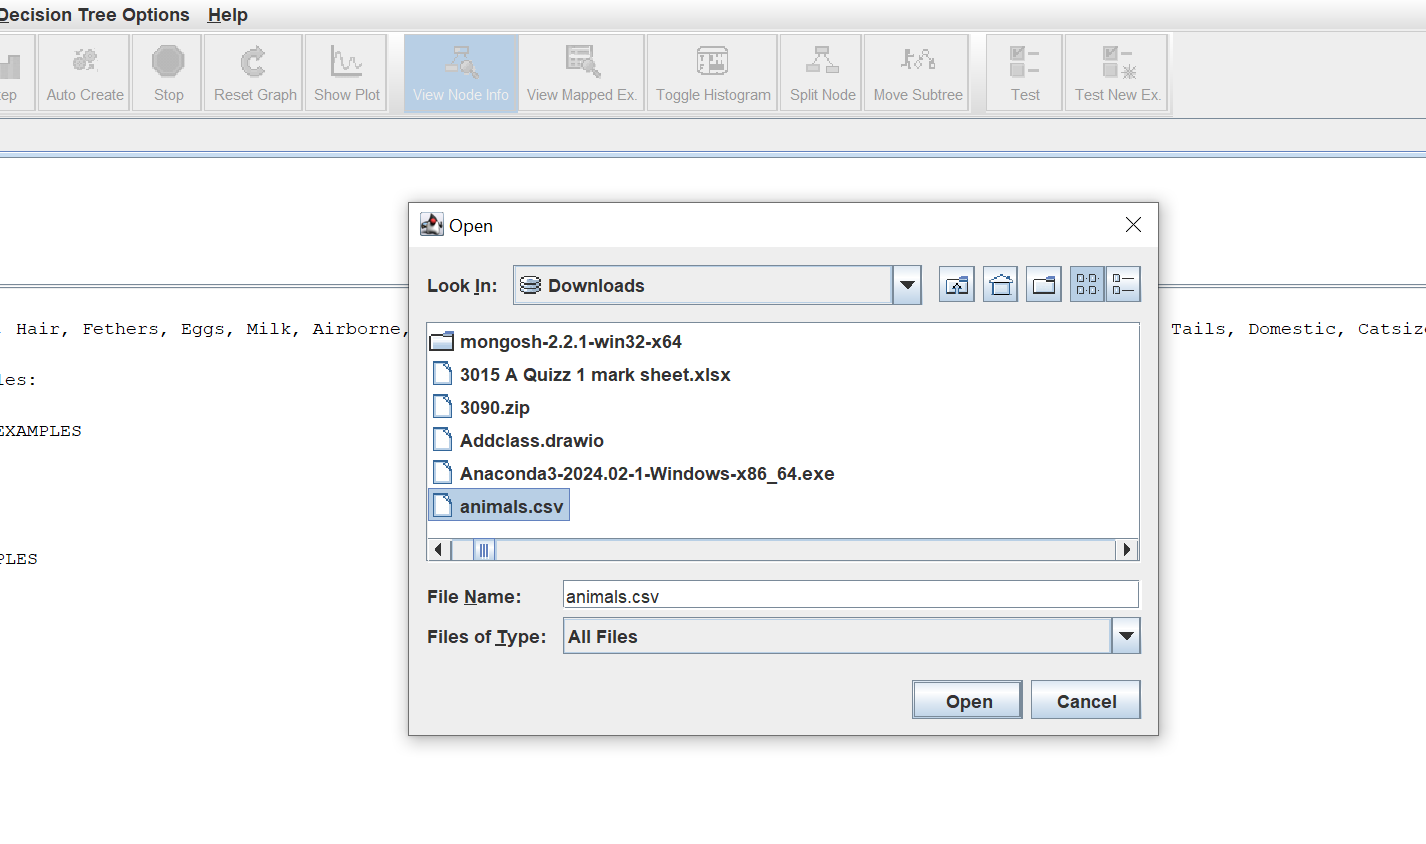 Decision Tree Options Help
Auto Create Stop Reset Graph Show Plot View Node Info View Mapped Ex. Toggle Histogram Split Node Move Subtree Test Test New Ex.
Open
Look In: Downloads
Hair, Fethers, Eggs, Milk, Airborne, Tails, Domestic,
mongosh-2.2.1-win32-x64
3015 A Quizz 1 mark sheet.xlsx
les:
3090.zip
EXAMPLES
Addclass.drawio
Anaconda3-2024.02-1-Windows-x86_64.exe
animals.csv
PLES
File Name: animals.csv
Files of Type: All Files
Open Cancel